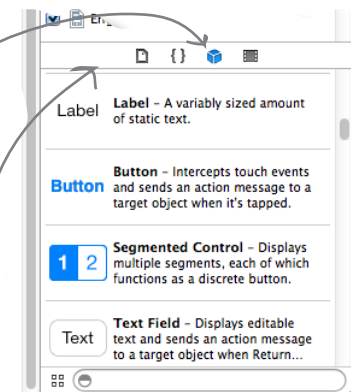 Label
Label – A variably sized amount
of static text.
Button
Button – Intercepts touch events
and sends an action message to a
target object when it's tapped.
1 2
Segmented Control – Displays
multiple segments, each of which
functions as a discrete button.
Text
Text Field – Displays editable
text and sends an action message
to a target object when Return...